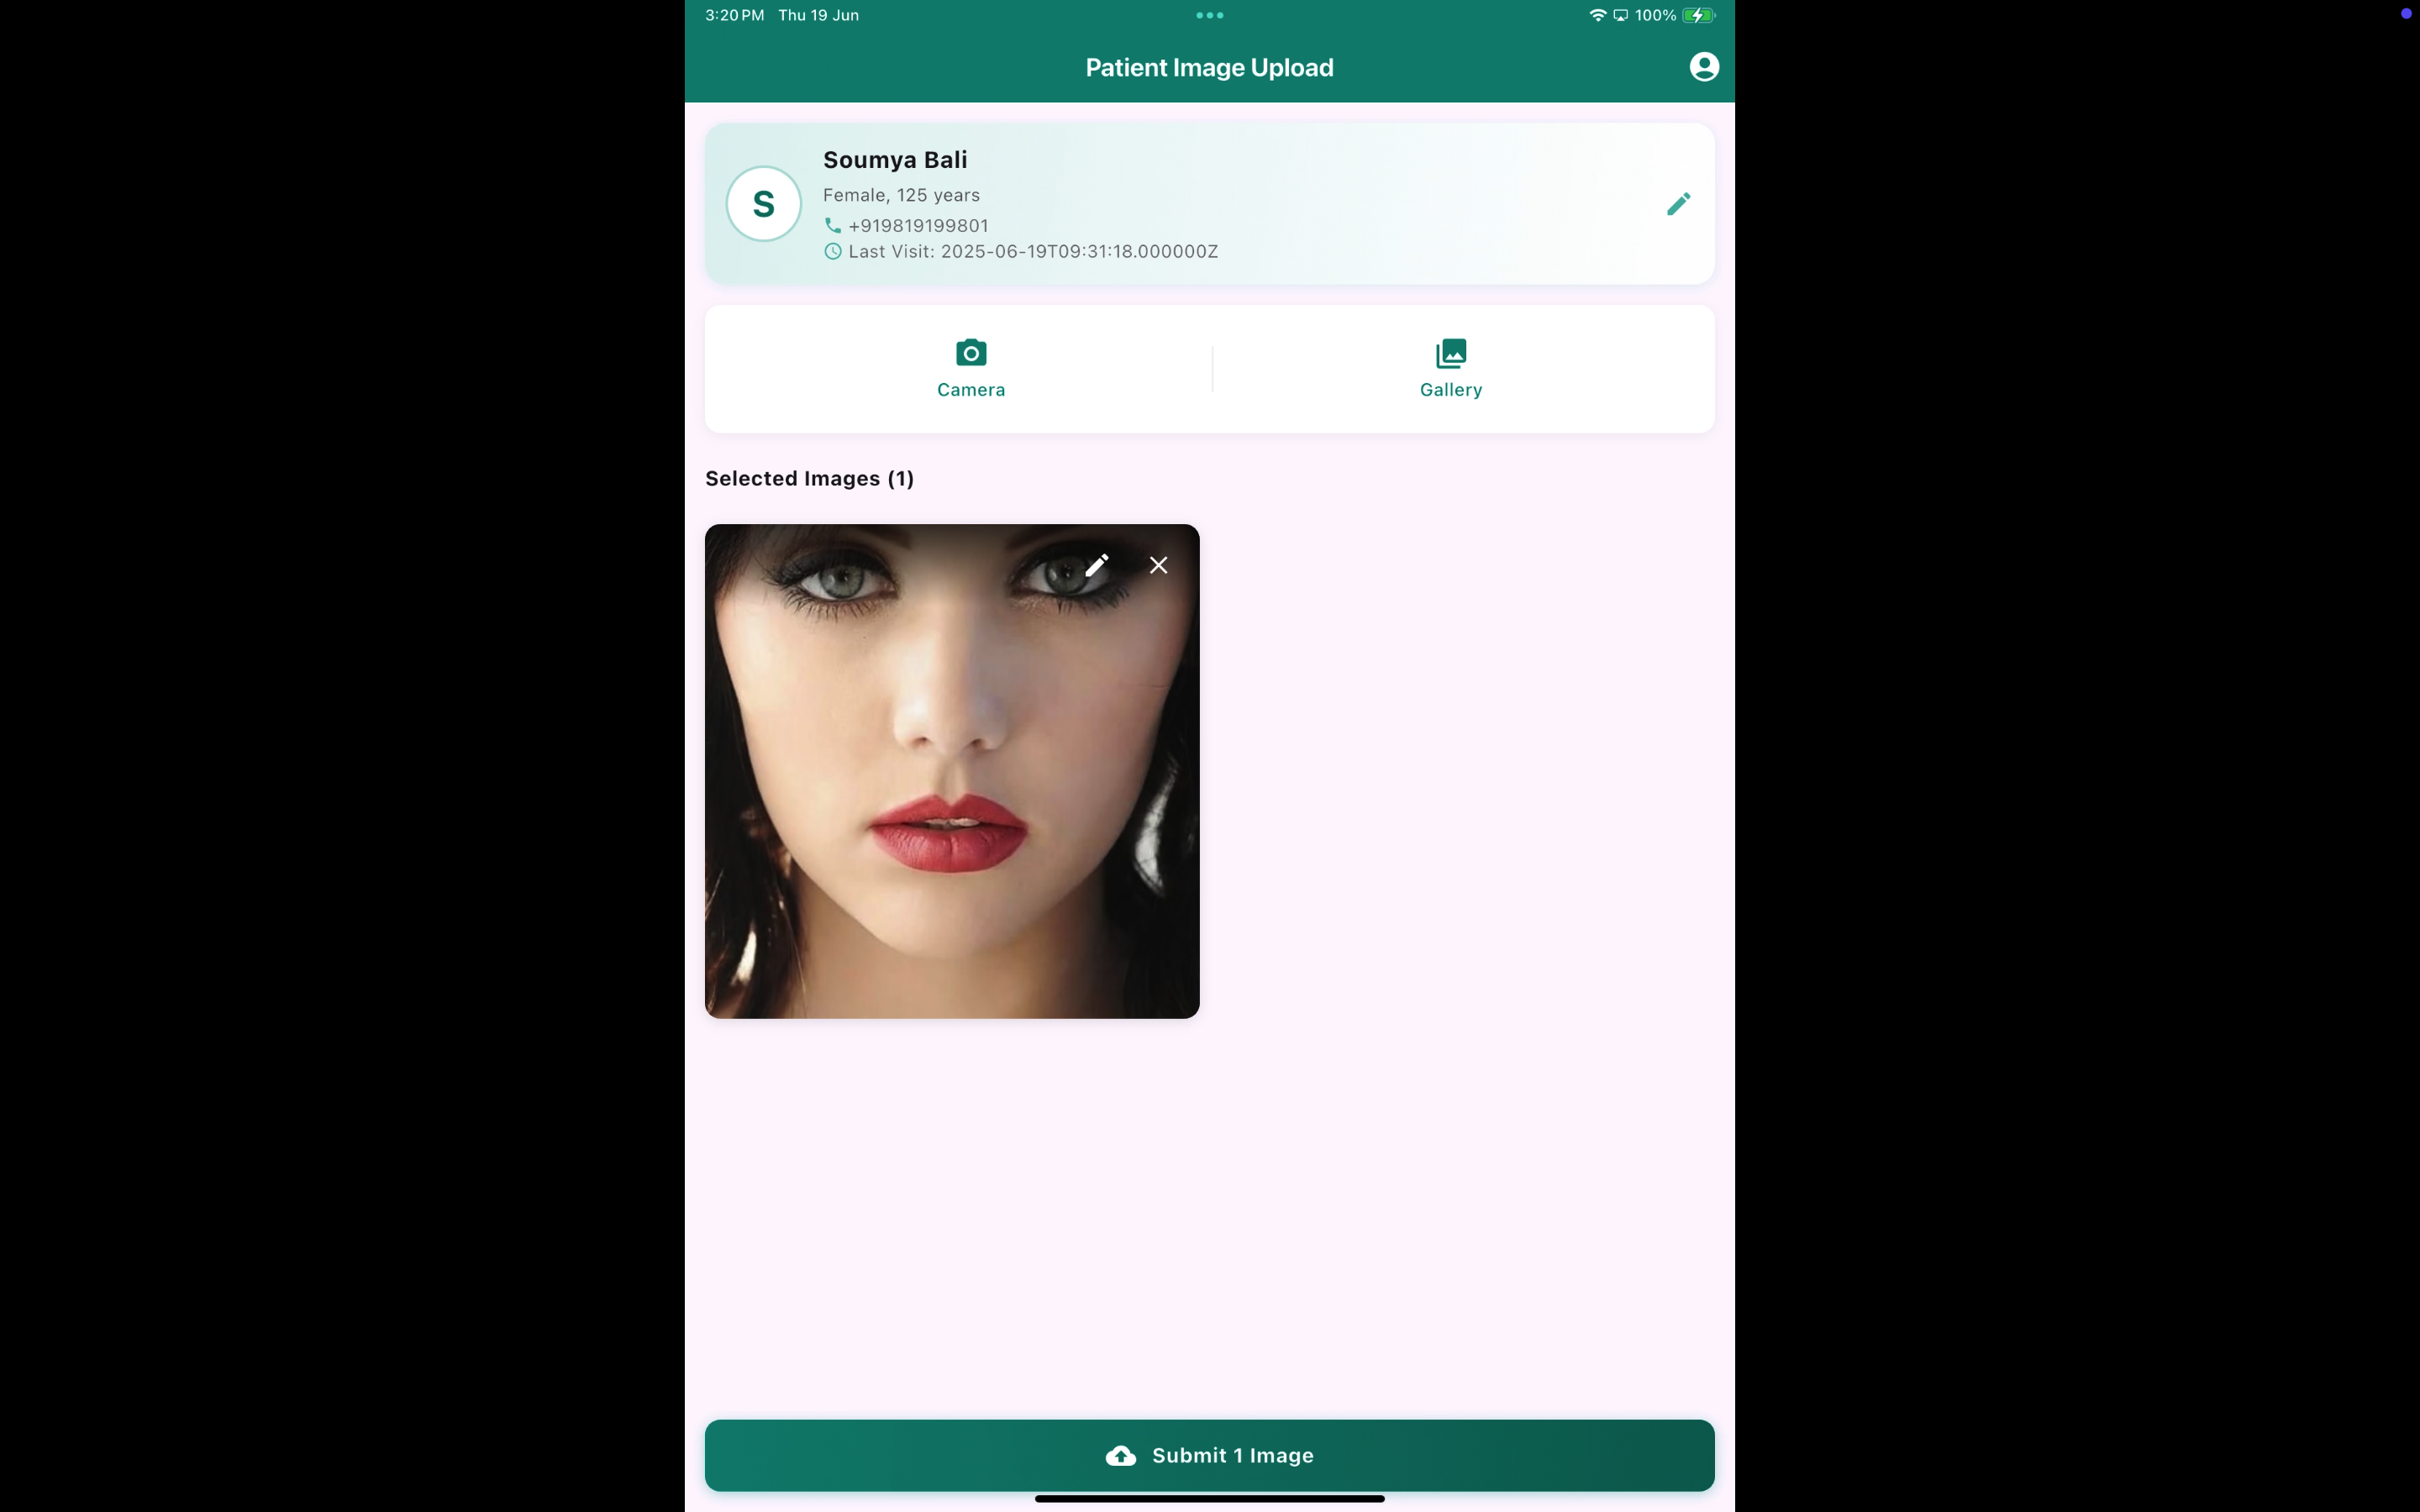 3:20 PM Thu 19 Jun
100%
Patient Image Upload
S
Soumya Bali
Female, 125 years
+919819199801
Last Visit: 2025-06-19T09:31:18.000000Z
Camera
Gallery
Selected Images (1)
Submit 1 Image